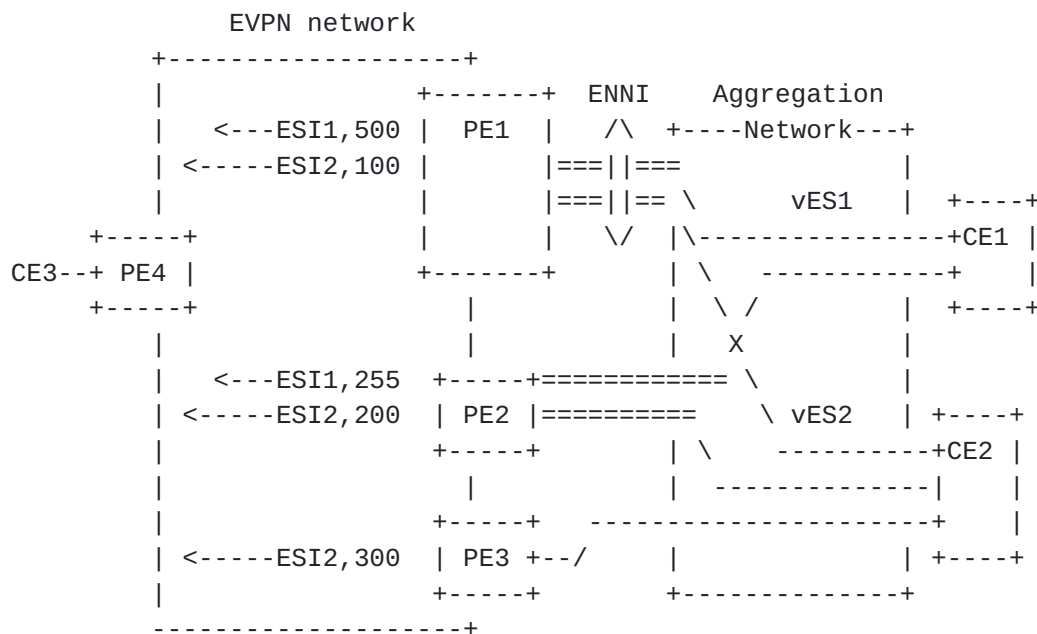 EVPN network
ENNI Aggregation
<---ESI1,500 PE1 Network
<-----ESI2,100
vES1
CE1
CE3 PE4
X
<---ESI1,255
<-----ESI2,200 PE2 vES2
CE2
<-----ESI2,300 PE3